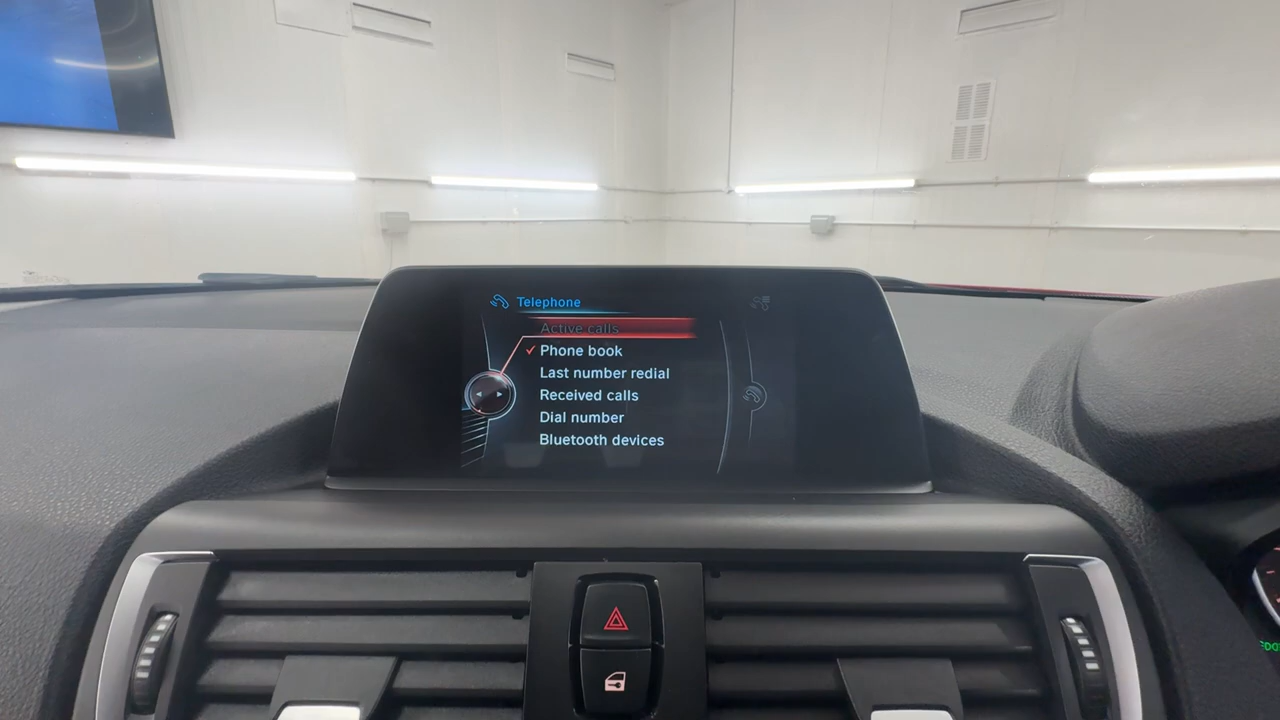 Telephone
Active calls
Phone book
Last number redial
Received calls
Dial number
Bluetooth devices